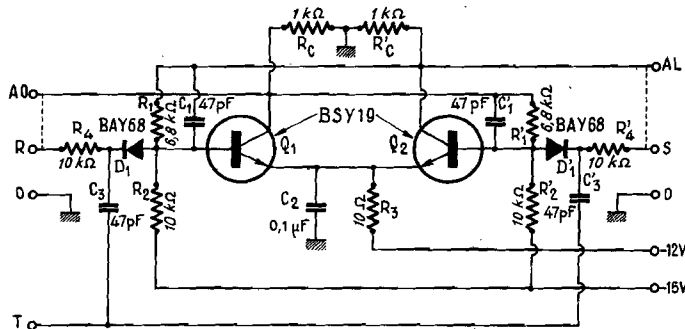 1 kΩ 1 kΩ
R_C R'_C
AL
A0
R_1 6,8 kΩ C_1 47pF BSY19 47pF C'_1 R'_1 6,8 kΩ
BAY68 BAY68
R R_4 10 kΩ D_1 Q_1 Q_2 D'_1 R'_4 10 kΩ S
R_2 10 kΩ C_2 0,1 µF R_3 10 Ω R'_2 10 kΩ C'_3 47pF
0 C_3 47pF 0
-12V
-15V
T